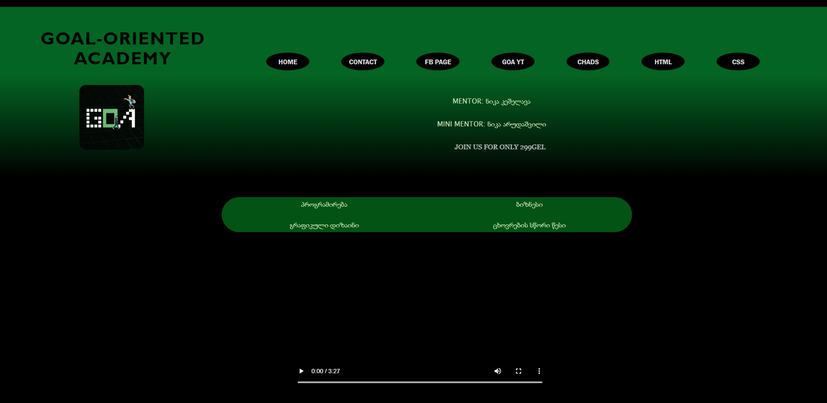 GOAL-ORIENTED
ACADEMY
HOME
CONTACT
FB PAGE
GOA YT
CHADS
HTML
CSS
GOA
MENTOR: ნიკა კეშელავა
MINI MENTOR: ნიკა არუდაშვილი
JOIN US FOR ONLY 299GEL
პროგრამირება
ბიზნესი
გრაფიკული დიზაინი
ცხოვრების სწორი წესი
0:00 / 3:27